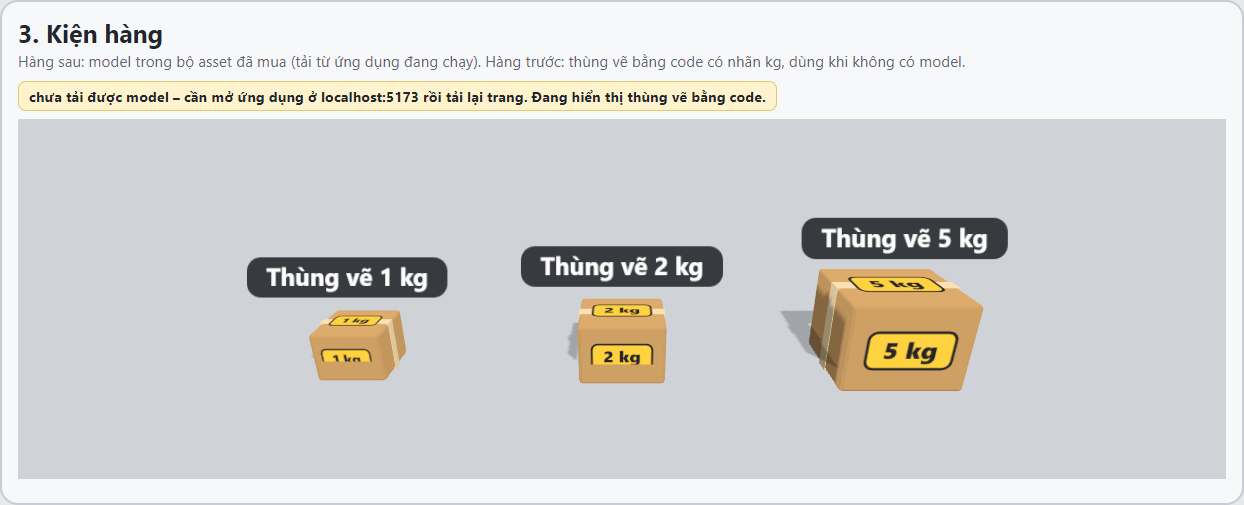 3. Kiện hàng
Hàng sau: model trong bộ asset đã mua (tải từ ứng dụng đang chạy). Hàng trước: thùng vẽ bằng code có nhãn kg, dùng khi không có model.
chưa tải được model – cần mở ứng dụng ở localhost:5173 rồi tải lại trang. Đang hiển thị thùng vẽ bằng code.
Thùng vẽ 1 kg
Thùng vẽ 2 kg
Thùng vẽ 5 kg
1 kg
1 kg
2 kg
2 kg
5 kg
5 kg